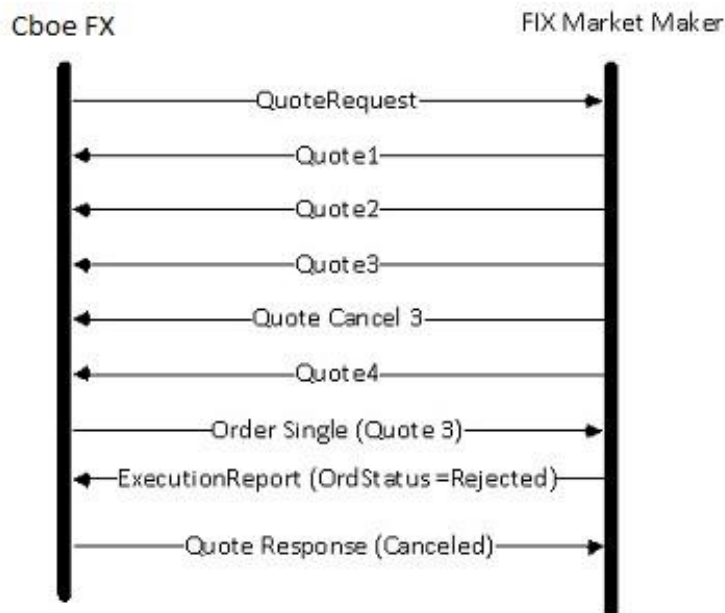 Cboe FX
FIX Market Maker
QuoteRequest
Quote1
Quote2
Quote3
Quote Cancel 3
Quote4
Order Single (Quote 3)
ExecutionReport (OrdStatus =Rejected)
Quote Response (Canceled)